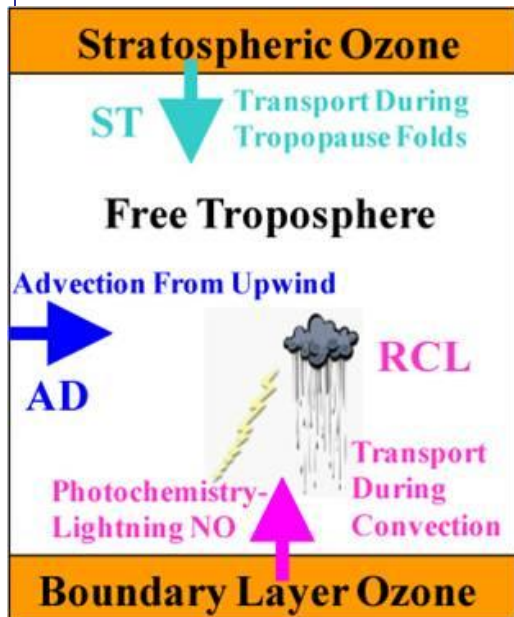 Stratospheric Ozone
ST
Transport During
Tropopause Folds
Free Troposphere
Advection From Upwind
AD
RCL
Photochemistry-
Lightning NO
Transport
During
Convection
Boundary Layer Ozone